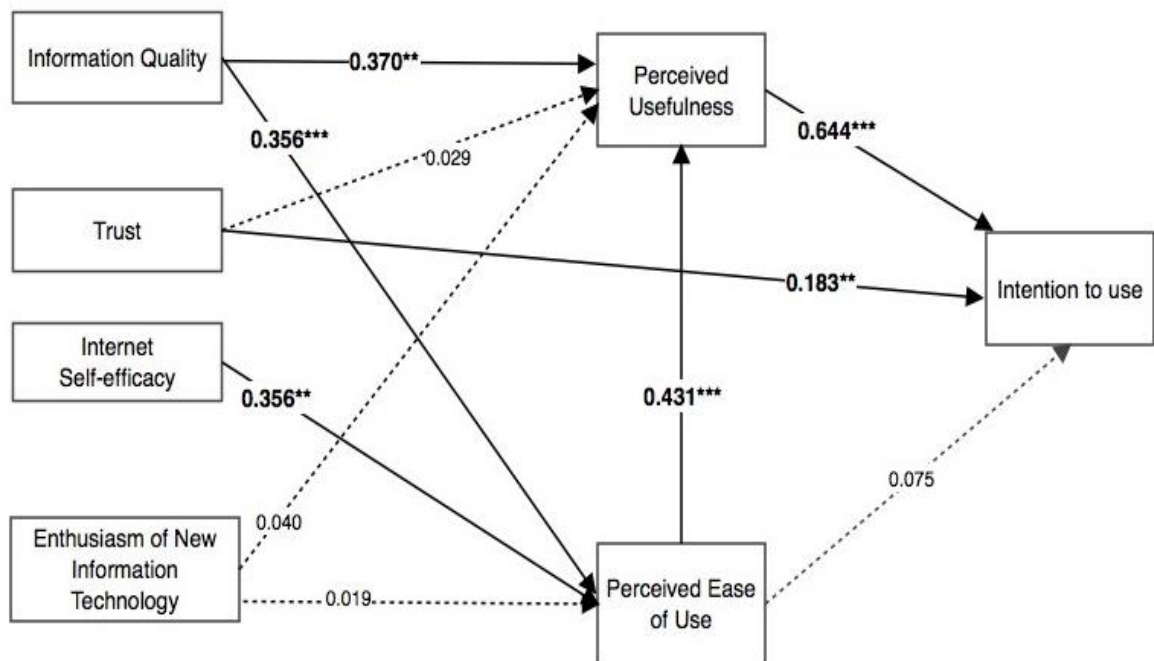 Information Quality
0.370**
Perceived
Usefulness
0.356***
0.029
0.644***
Trust
0.183**
Intention to use
Internet
Self-efficacy
0.356**
0.431***
0.075
Enthusiasm of New
Information
Technology
0.040
0.019
Perceived Ease
of Use